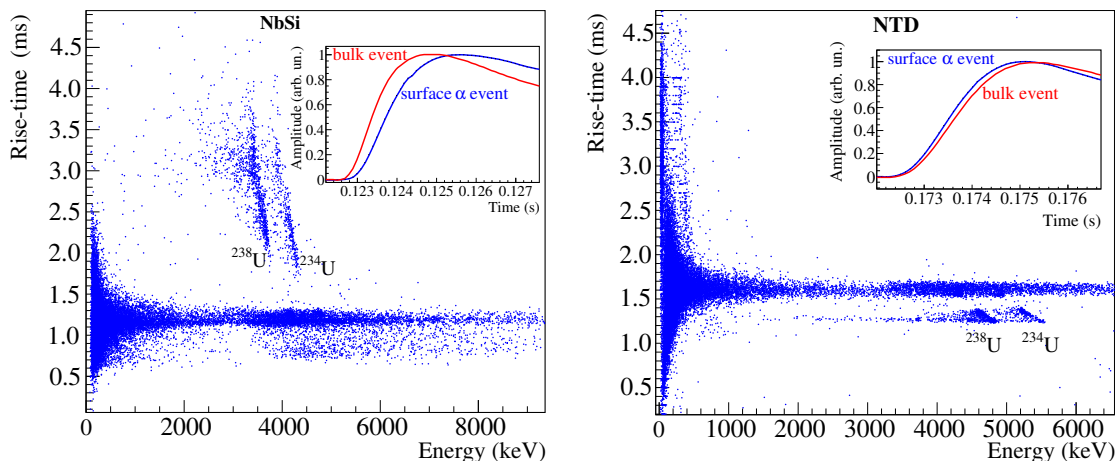 NbSi
Rise-time (ms)
4.5
4.0
3.5
3.0
2.5
2.0
1.5
1.0
0.5
0 2000 4000 6000 8000
Energy (keV)
238U
234U
Amplitude (arb. un.)
1
0.8
0.6
0.4
0.2
0
bulk event
surface α event
0.123 0.124 0.125 0.126 0.127
Time (s)
NTD
Rise-time (ms)
4.5
4.0
3.5
3.0
2.5
2.0
1.5
1.0
0.5
0 1000 2000 3000 4000 5000 6000
Energy (keV)
238U
234U
Amplitude (arb. un.)
1
0.8
0.6
0.4
0.2
0
surface α event
bulk event
0.173 0.174 0.175 0.176
Time (s)